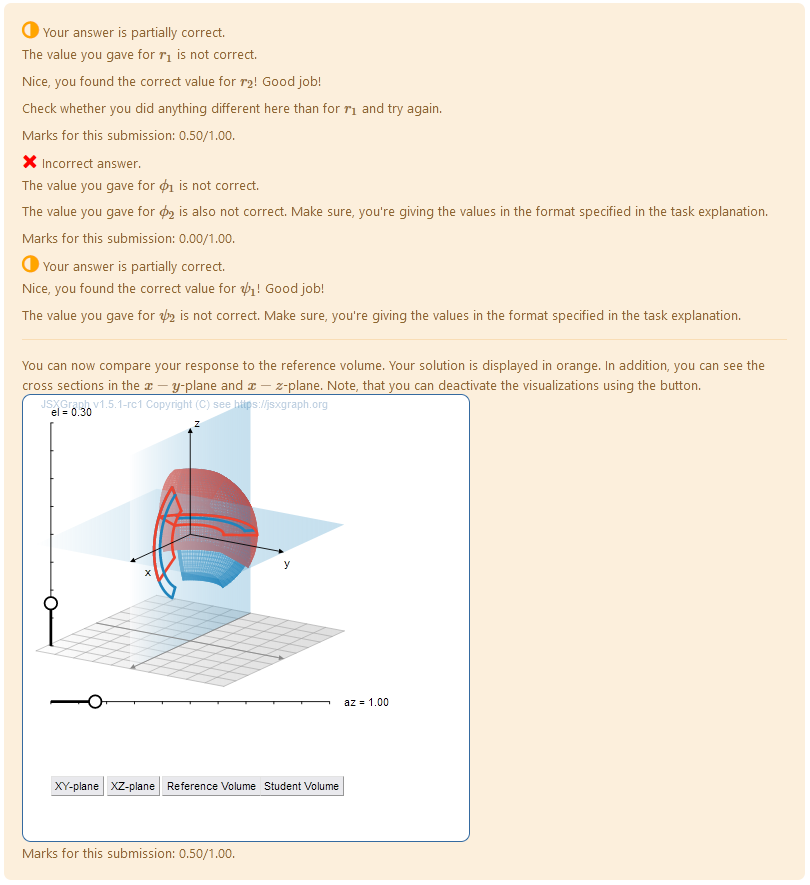 Your answer is partially correct.
The value you gave for r₁ is not correct.
Nice, you found the correct value for r₂! Good job!
Check whether you did anything different here than for r₁ and try again.
Marks for this submission: 0.50/1.00.
Incorrect answer.
The value you gave for ϕ₁ is not correct.
The value you gave for ϕ₂ is also not correct. Make sure, you're giving the values in the format specified in the task explanation.
Marks for this submission: 0.00/1.00.
Your answer is partially correct.
Nice, you found the correct value for ψ₁! Good job!
The value you gave for ψ₂ is not correct. Make sure, you're giving the values in the format specified in the task explanation.
You can now compare your response to the reference volume. Your solution is displayed in orange. In addition, you can see the
cross sections in the x − y-plane and x − z-plane. Note, that you can deactivate the visualizations using the button.
JSXGraph v1.5.1-rc1 Copyright (C) see https://jsxgraph.org
el = 0.30
z
y
x
az = 1.00
XY-plane XZ-plane Reference Volume Student Volume
Marks for this submission: 0.50/1.00.